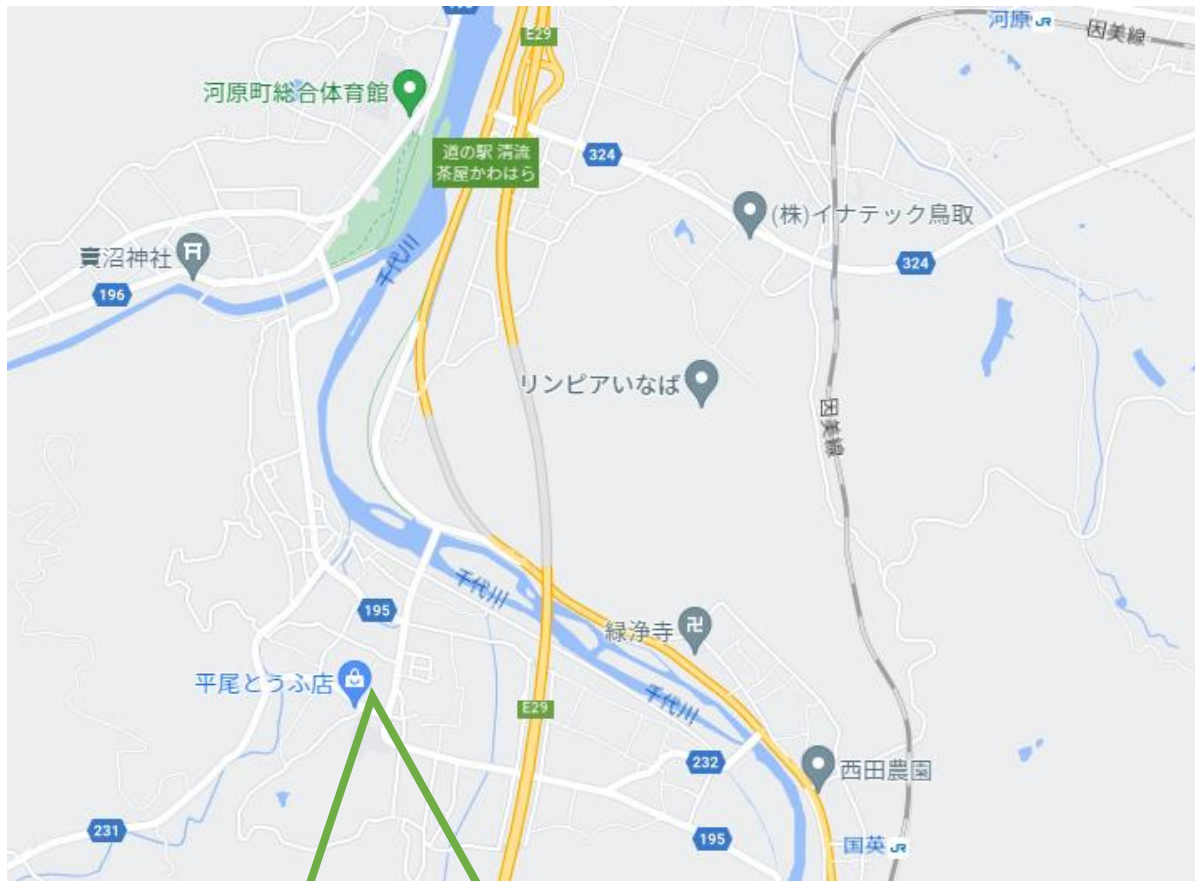 E29
河原 JR
因美線
河原町総合体育館
道の駅 清流
茶屋かわはら
324
(株)イナテック鳥取
賣沼神社
千代川
324
196
リンピアいなば
因美線
千代川
195
緑浄寺
平尾とうふ店
千代川
E29
232
西田農園
231
195
国英 JR